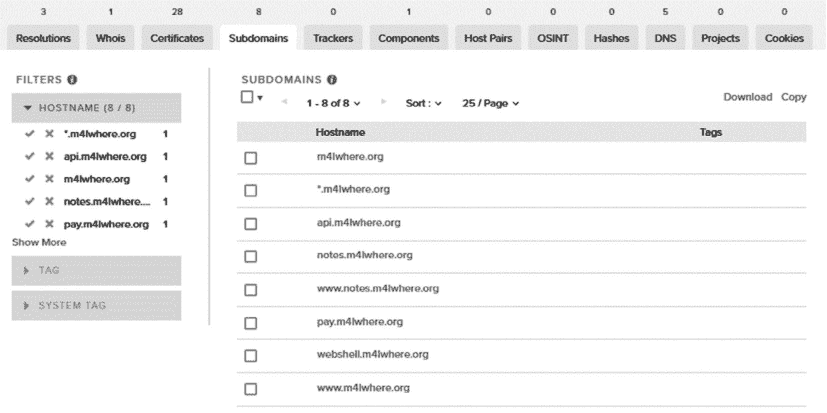 3 1 28 8 0 1 0 0 0 5 0 0
Resolutions Whois Certificates Subdomains Trackers Components Host Pairs OSINT Hashes DNS Projects Cookies
FILTERS
HOSTNAME (8 / 8)
*.m4lwhere.org 1
api.m4lwhere.org 1
m4lwhere.org 1
notes.m4lwhere.... 1
pay.m4lwhere.org 1
Show More
TAG
SYSTEM TAG
SUBDOMAINS
1 - 8 of 8 Sort : 25 / Page Download Copy
Hostname Tags
m4lwhere.org
*.m4lwhere.org
api.m4lwhere.org
notes.m4lwhere.org
www.notes.m4lwhere.org
pay.m4lwhere.org
webshell.m4lwhere.org
www.m4lwhere.org